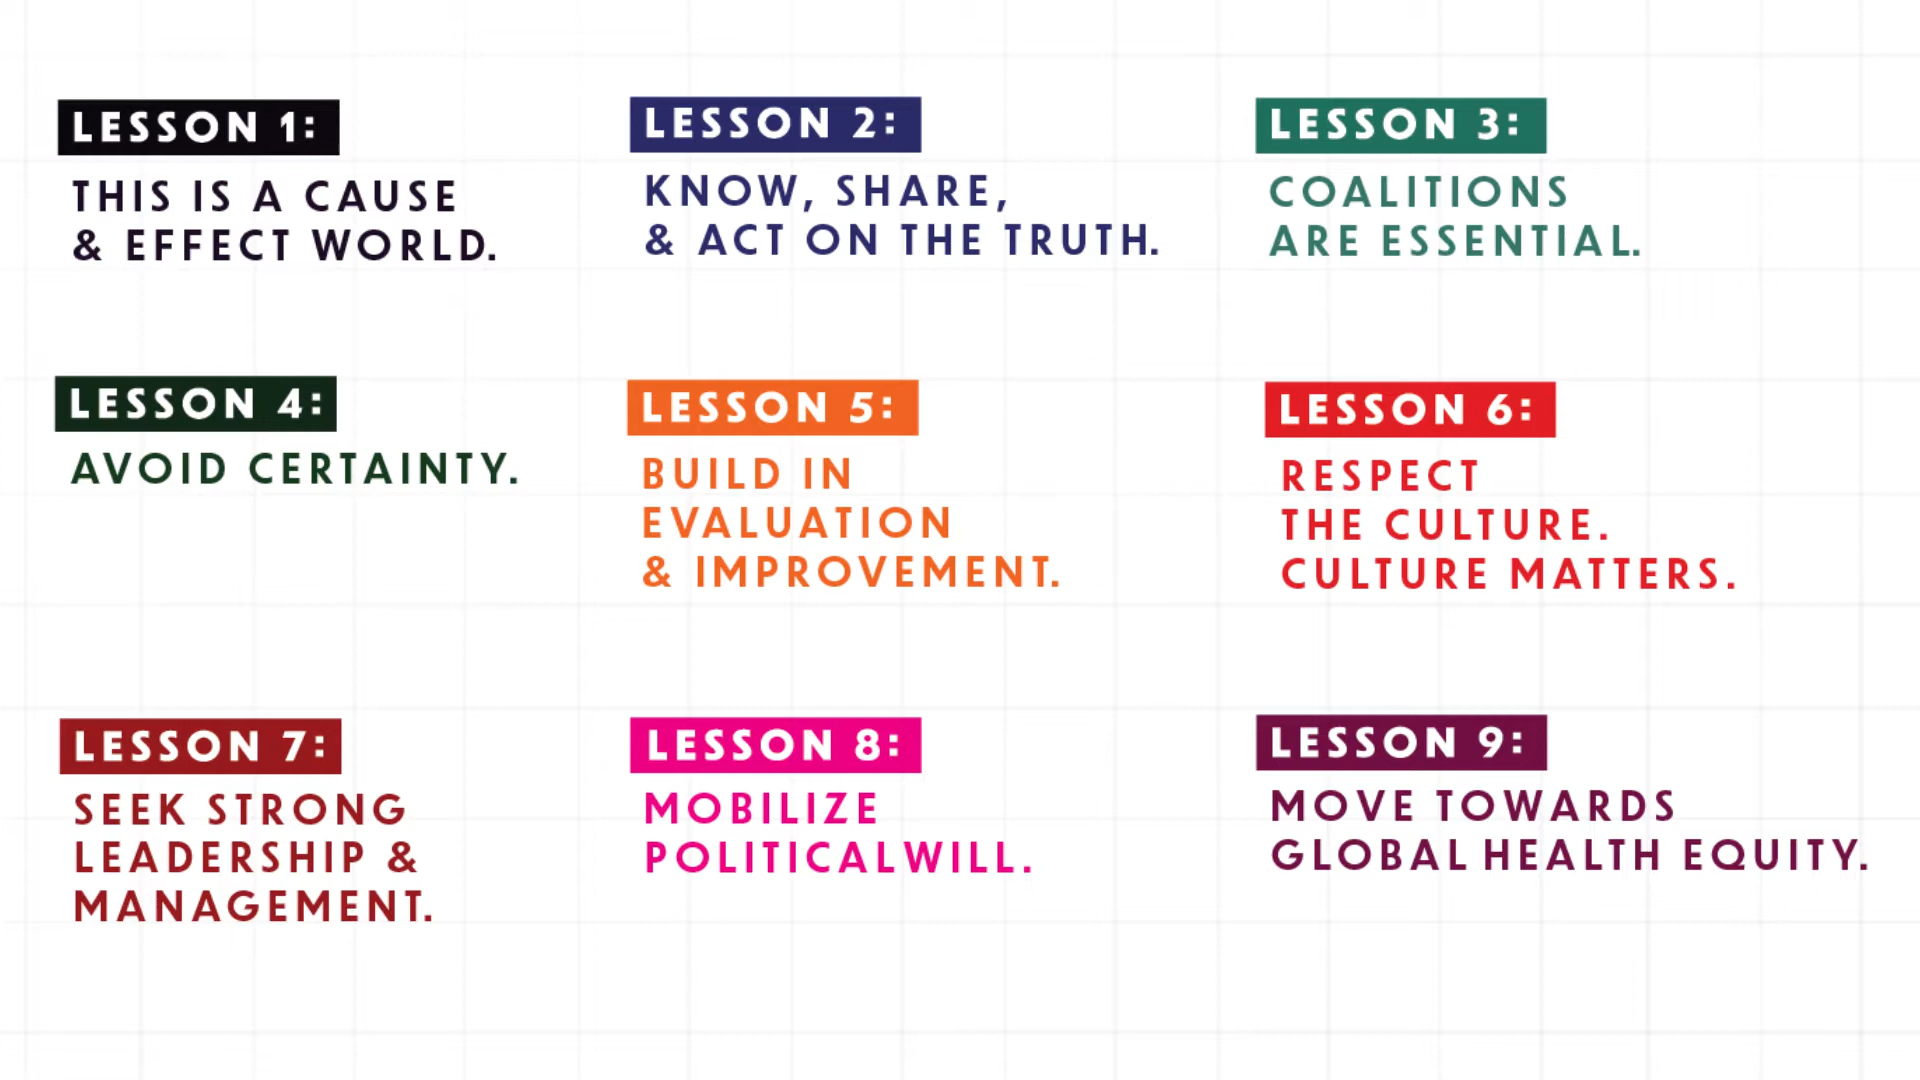 LESSON 1:
THIS IS A CAUSE
& EFFECT WORLD.
LESSON 2:
KNOW, SHARE,
& ACT ON THE TRUTH.
LESSON 3:
COALITIONS
ARE ESSENTIAL.
LESSON 4:
AVOID CERTAINTY.
LESSON 5:
BUILD IN
EVALUATION
& IMPROVEMENT.
LESSON 6:
RESPECT
THE CULTURE.
CULTURE MATTERS.
LESSON 7:
SEEK STRONG
LEADERSHIP &
MANAGEMENT.
LESSON 8:
MOBILIZE
POLITICAL WILL.
LESSON 9:
MOVE TOWARDS
GLOBAL HEALTH EQUITY.